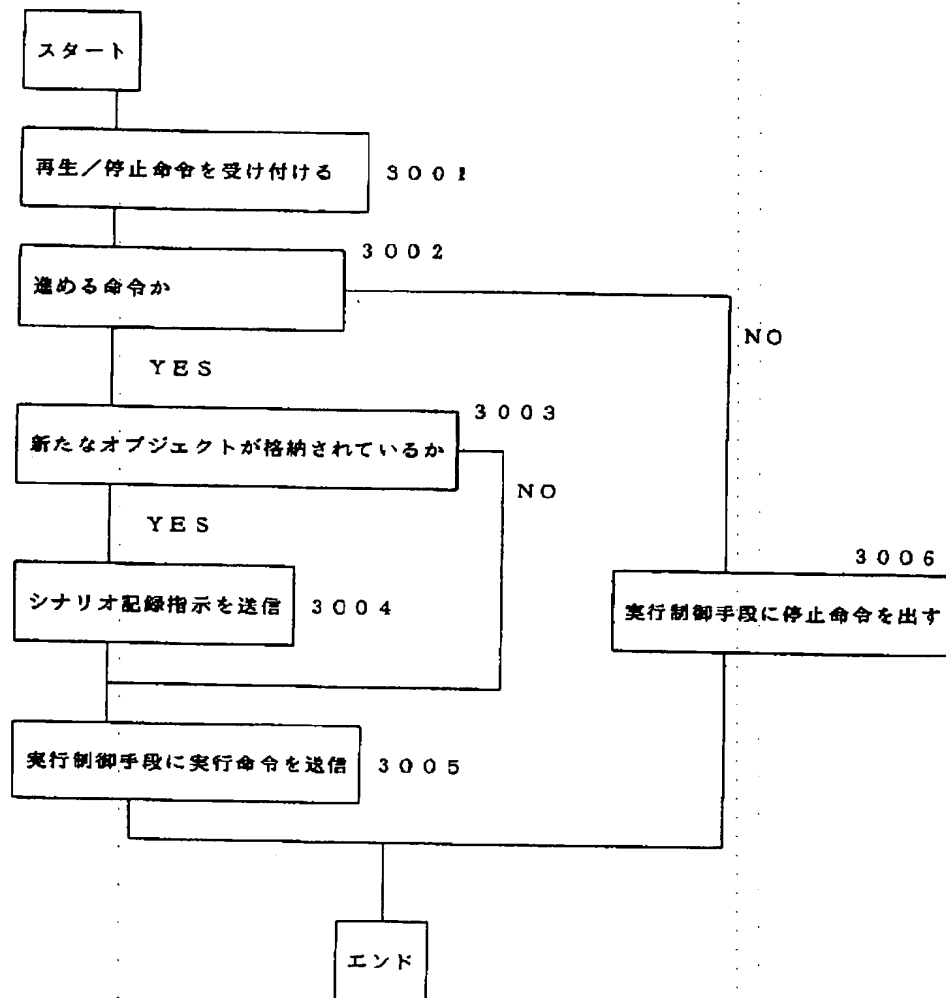 スタート
再生／停止命令を受け付ける
3001
3002
進める命令か
NO
YES
3003
新たなオブジェクトが格納されているか
NO
YES
3006
シナリオ記録指示を送信
3004
実行制御手段に停止命令を出す
実行制御手段に実行命令を送信
3005
エンド